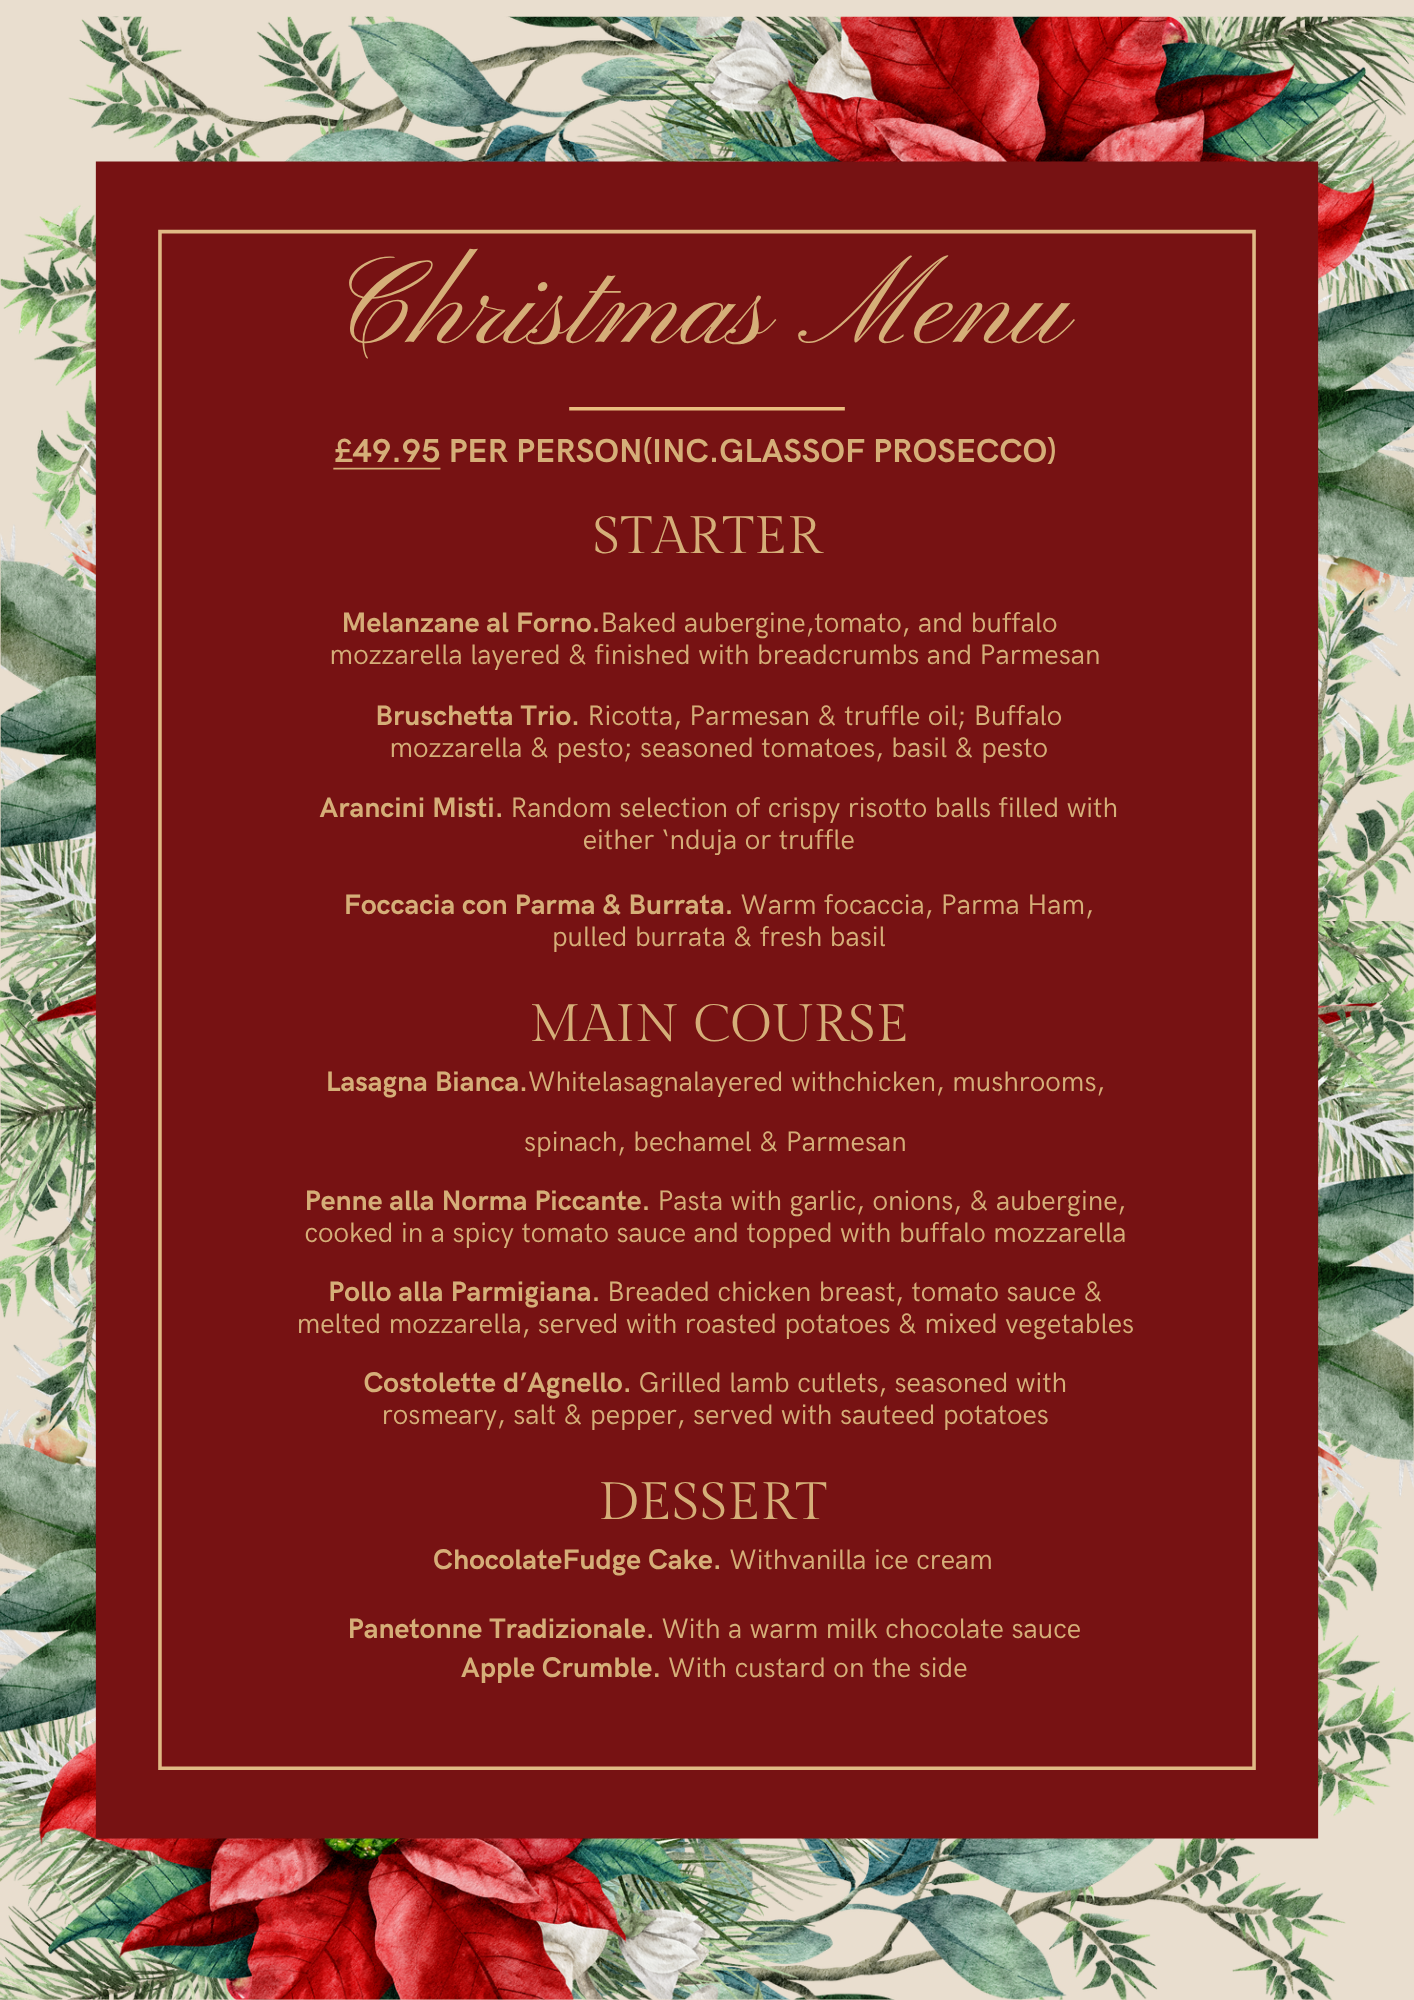 Christmas Menu
£49.95 PER PERSON(INC.GLASSOF PROSECCO)
STARTER
Melanzane al Forno.Baked aubergine,tomato, and buffalo
mozzarella layered & finished with breadcrumbs and Parmesan
Bruschetta Trio. Ricotta, Parmesan & truffle oil; Buffalo
mozzarella & pesto; seasoned tomatoes, basil & pesto
Arancini Misti. Random selection of crispy risotto balls filled with
either ‘nduja or truffle
Foccacia con Parma & Burrata. Warm focaccia, Parma Ham,
pulled burrata & fresh basil
MAIN COURSE
Lasagna Bianca.Whitelasagnalayered withchicken, mushrooms,
spinach, bechamel & Parmesan
Penne alla Norma Piccante. Pasta with garlic, onions, & aubergine,
cooked in a spicy tomato sauce and topped with buffalo mozzarella
Pollo alla Parmigiana. Breaded chicken breast, tomato sauce &
melted mozzarella, served with roasted potatoes & mixed vegetables
Costolette d’Agnello. Grilled lamb cutlets, seasoned with
rosmeary, salt & pepper, served with sauteed potatoes
DESSERT
ChocolateFudge Cake. Withvanilla ice cream
Panetonne Tradizionale. With a warm milk chocolate sauce
Apple Crumble. With custard on the side